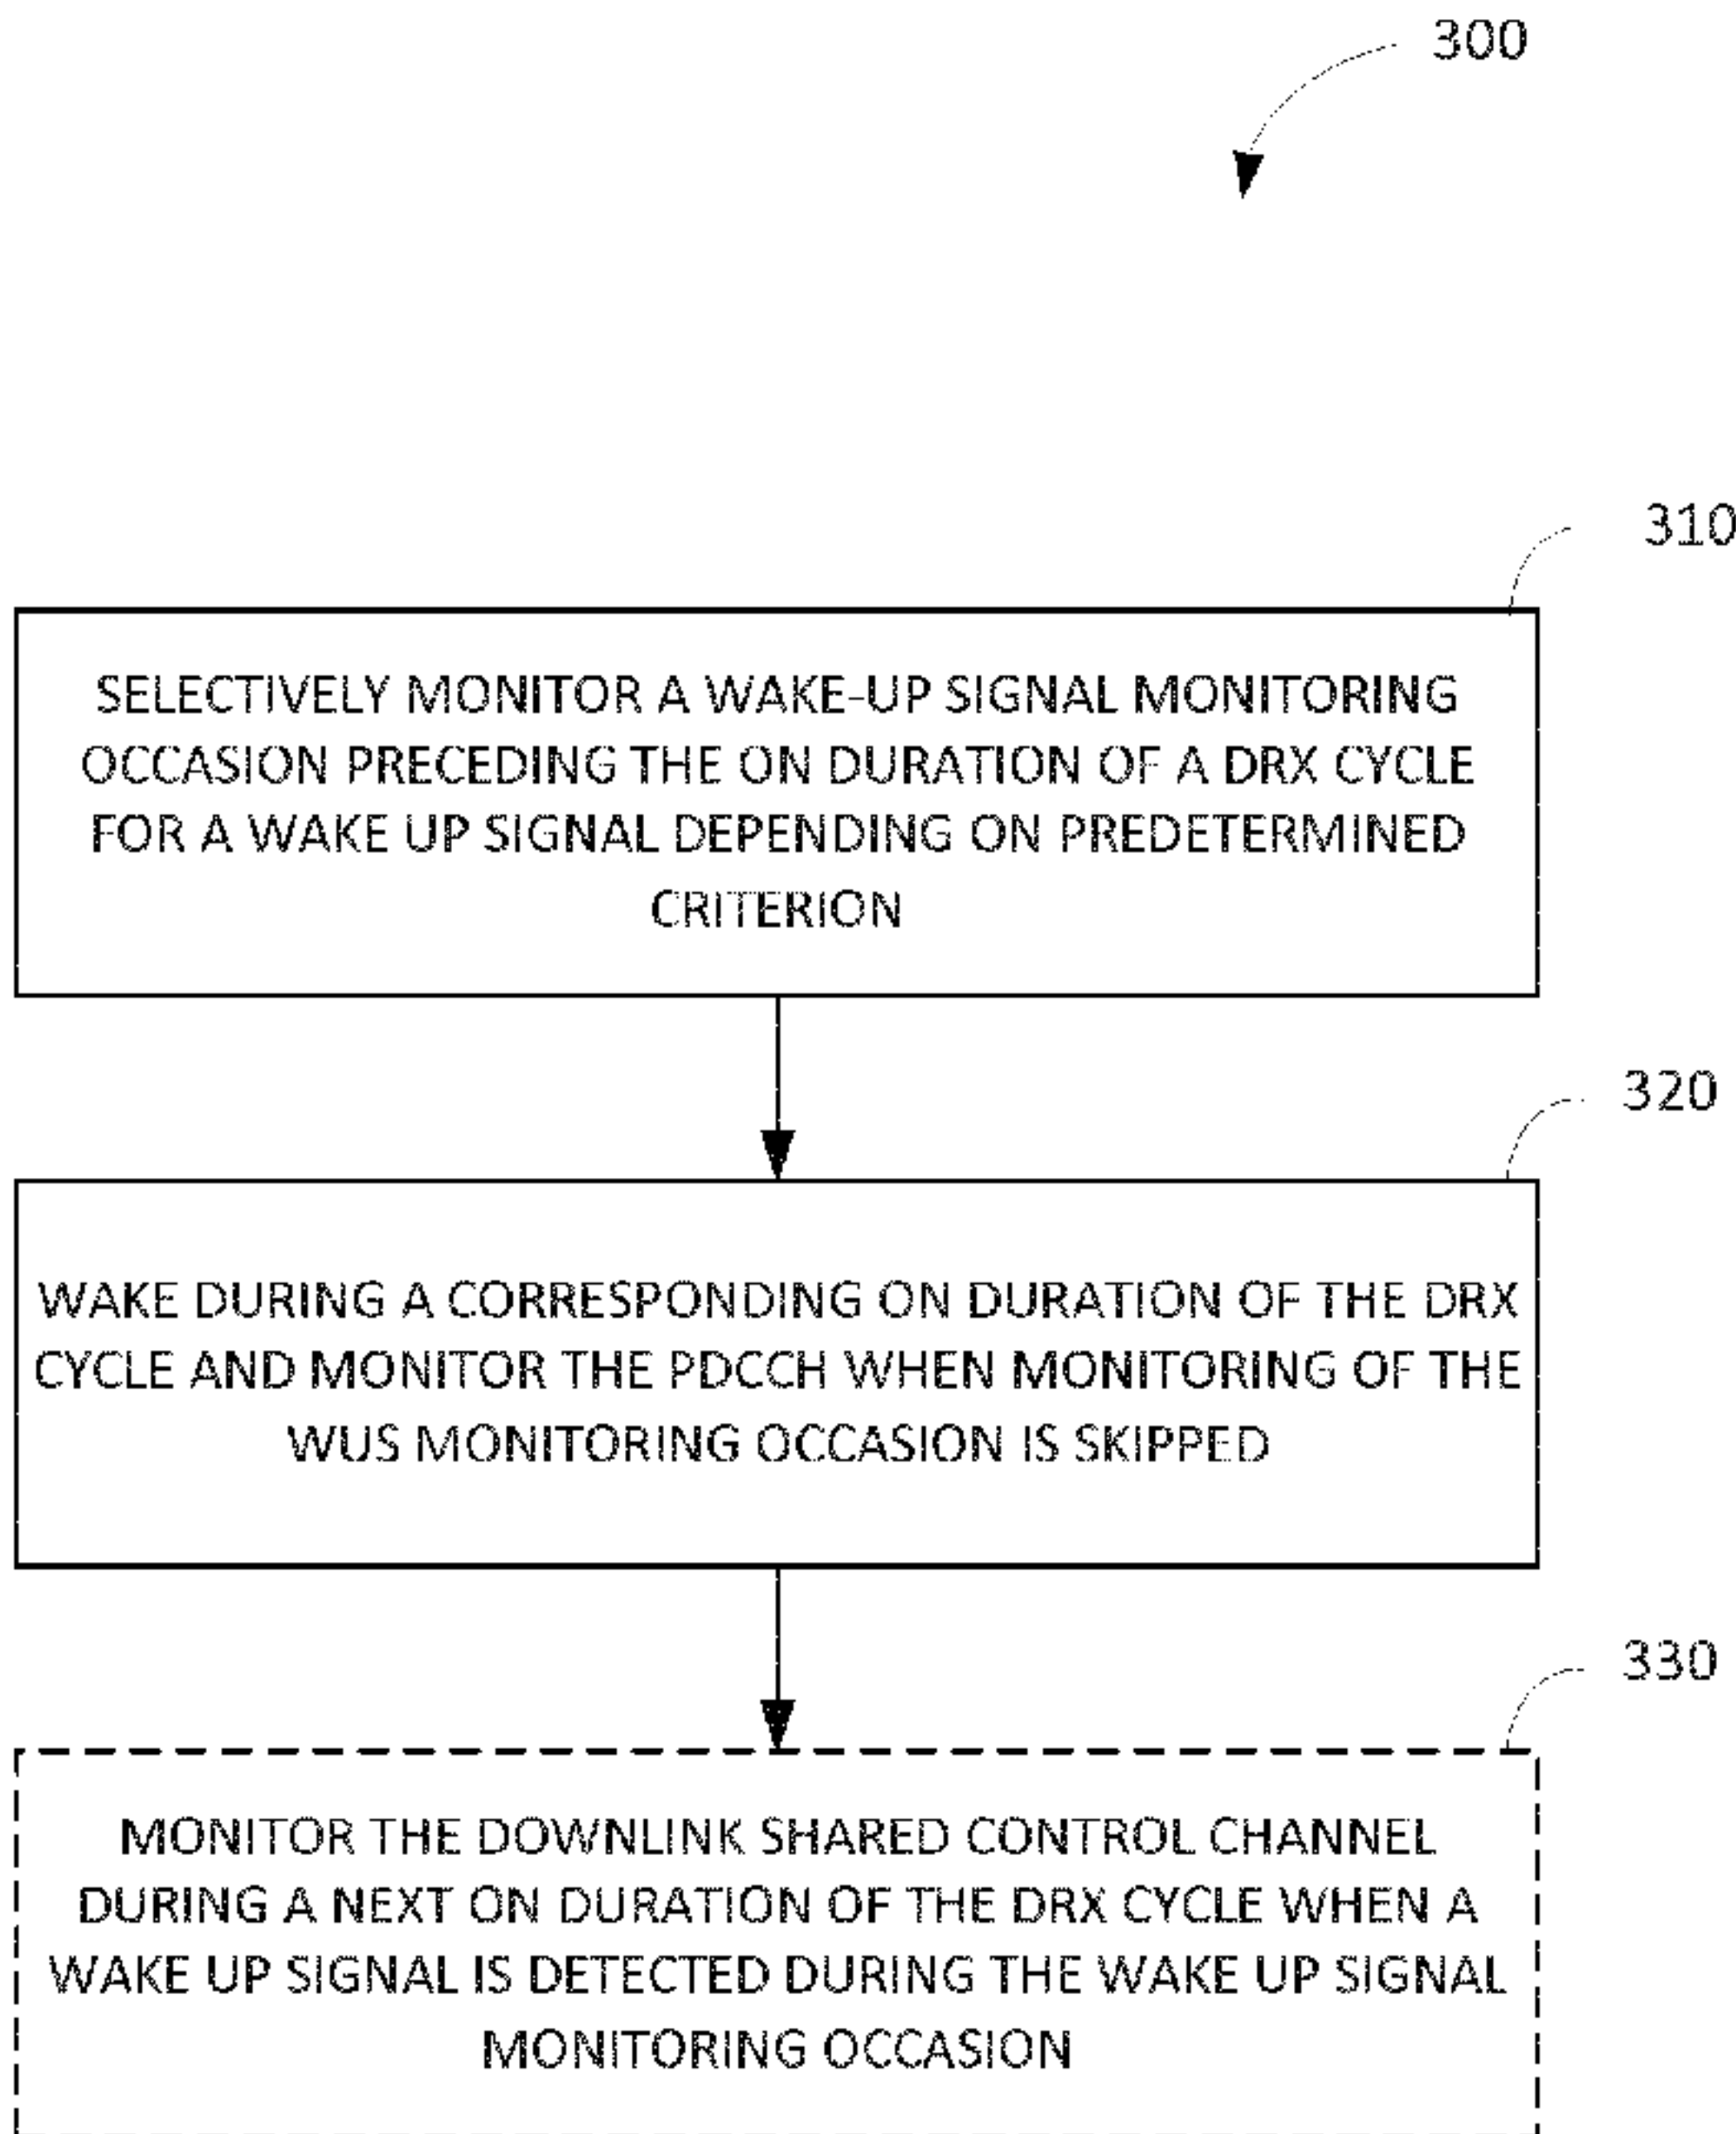 300
310
SELECTIVELY MONITOR A WAKE-UP SIGNAL MONITORING
OCCASION PRECEDING THE ON DURATION OF A DRX CYCLE
FOR A WAKE UP SIGNAL DEPENDING ON PREDETERMINED
CRITERION
320
WAKE DURING A CORRESPONDING ON DURATION OF THE DRX
CYCLE AND MONITOR THE PDCCH WHEN MONITORING OF THE
WUS MONITORING OCCASION IS SKIPPED
330
MONITOR THE DOWNLINK SHARED CONTROL CHANNEL
DURING A NEXT ON DURATION OF THE DRX CYCLE WHEN A
WAKE UP SIGNAL IS DETECTED DURING THE WAKE UP SIGNAL
MONITORING OCCASION